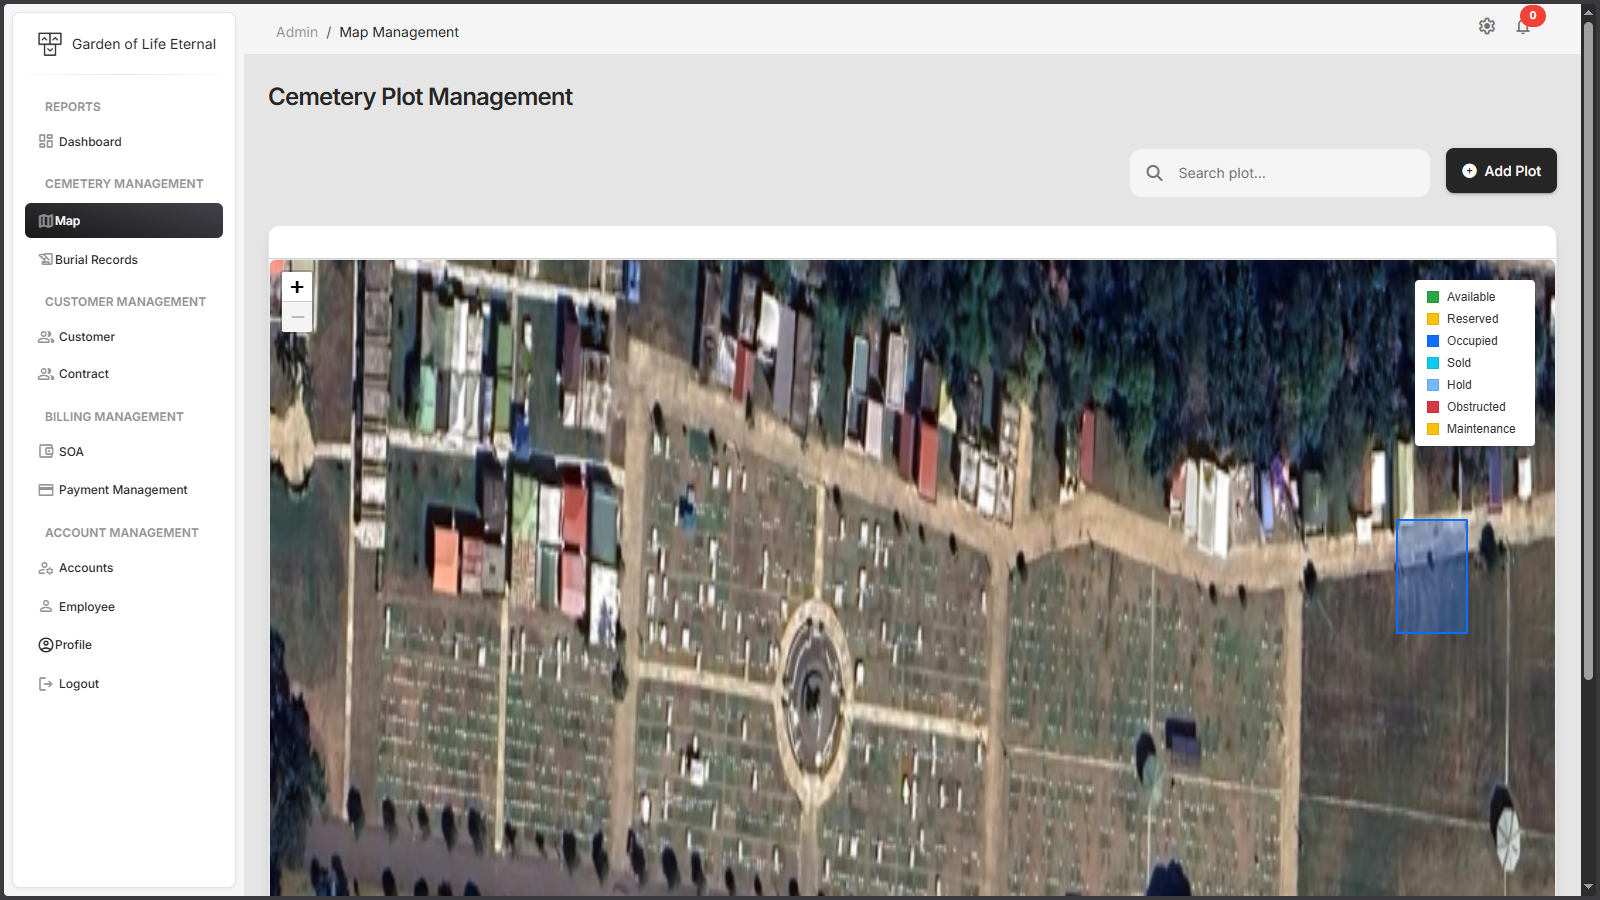 Garden of Life Eternal
REPORTS
Dashboard
CEMETERY MANAGEMENT
Map
Burial Records
CUSTOMER MANAGEMENT
Customer
Contract
BILLING MANAGEMENT
SOA
Payment Management
ACCOUNT MANAGEMENT
Accounts
Employee
Profile
Logout
Admin / Map Management
0
Cemetery Plot Management
Search plot...
Add Plot
+
−
Available
Reserved
Occupied
Sold
Hold
Obstructed
Maintenance